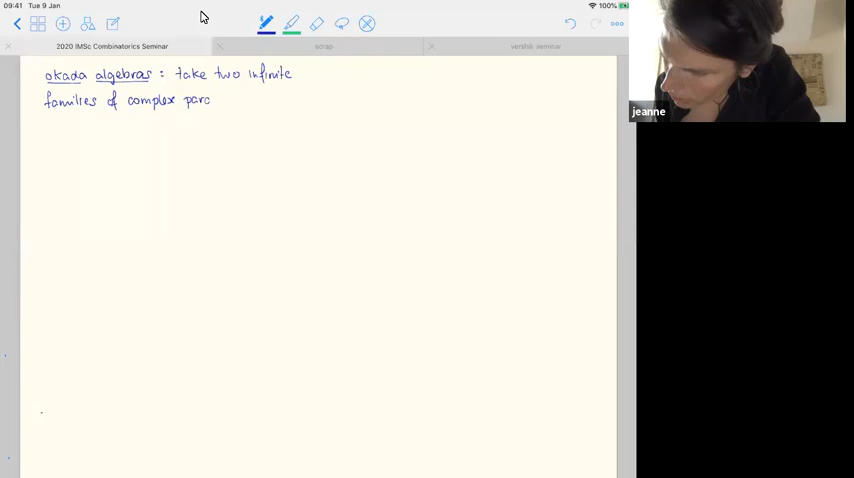 09:41 Tue 9 Jan
100%
2020 IMSc Combinatorics Seminar
scrap
vershik seminar
okada algebras : take two infinite
families of complex para
jeanne